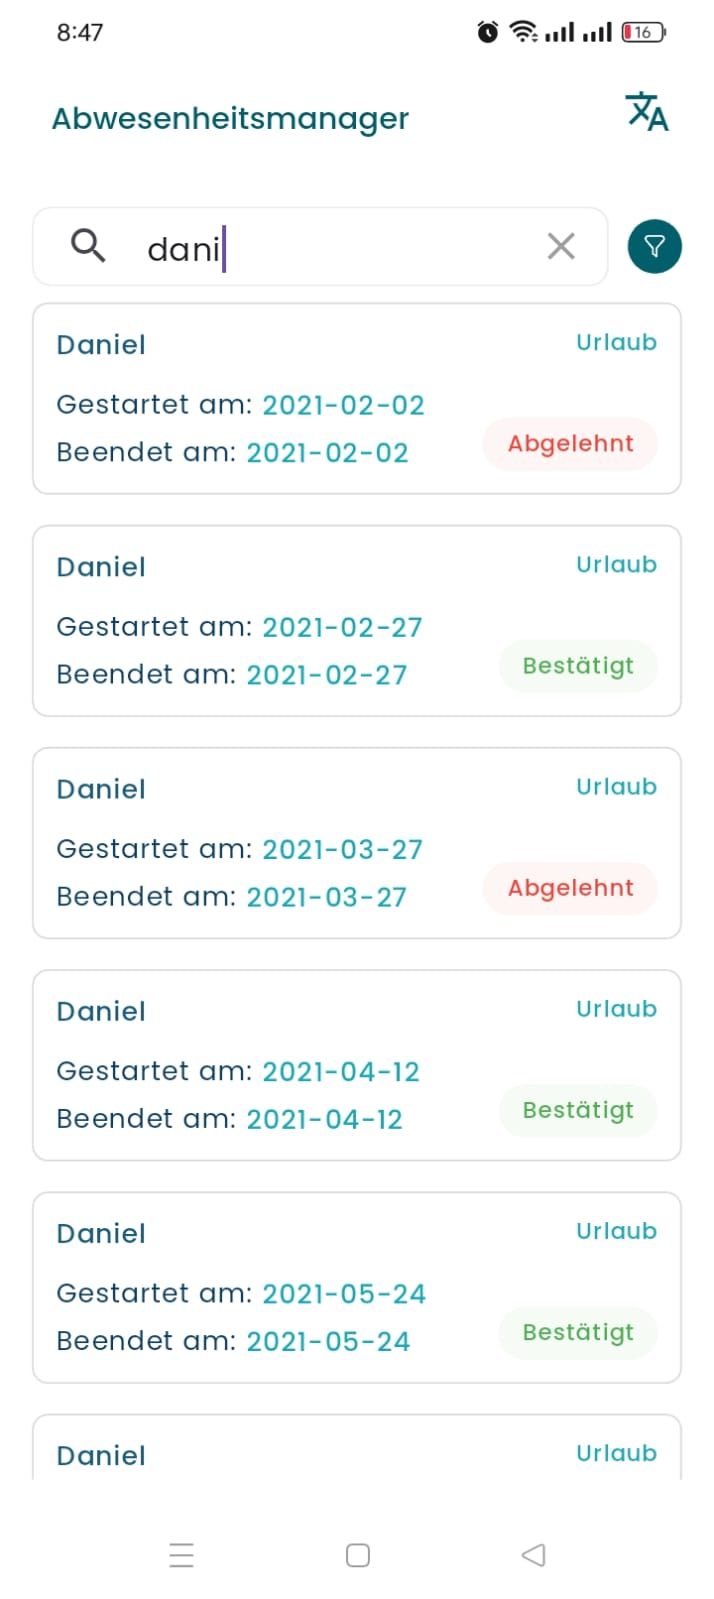 8:47
16
Abwesenheitsmanager
dani
Daniel
Urlaub
Gestartet am: 2021-02-02
Beendet am: 2021-02-02
Abgelehnt
Daniel
Urlaub
Gestartet am: 2021-02-27
Beendet am: 2021-02-27
Bestätigt
Daniel
Urlaub
Gestartet am: 2021-03-27
Beendet am: 2021-03-27
Abgelehnt
Daniel
Urlaub
Gestartet am: 2021-04-12
Beendet am: 2021-04-12
Bestätigt
Daniel
Urlaub
Gestartet am: 2021-05-24
Beendet am: 2021-05-24
Bestätigt
Daniel
Urlaub